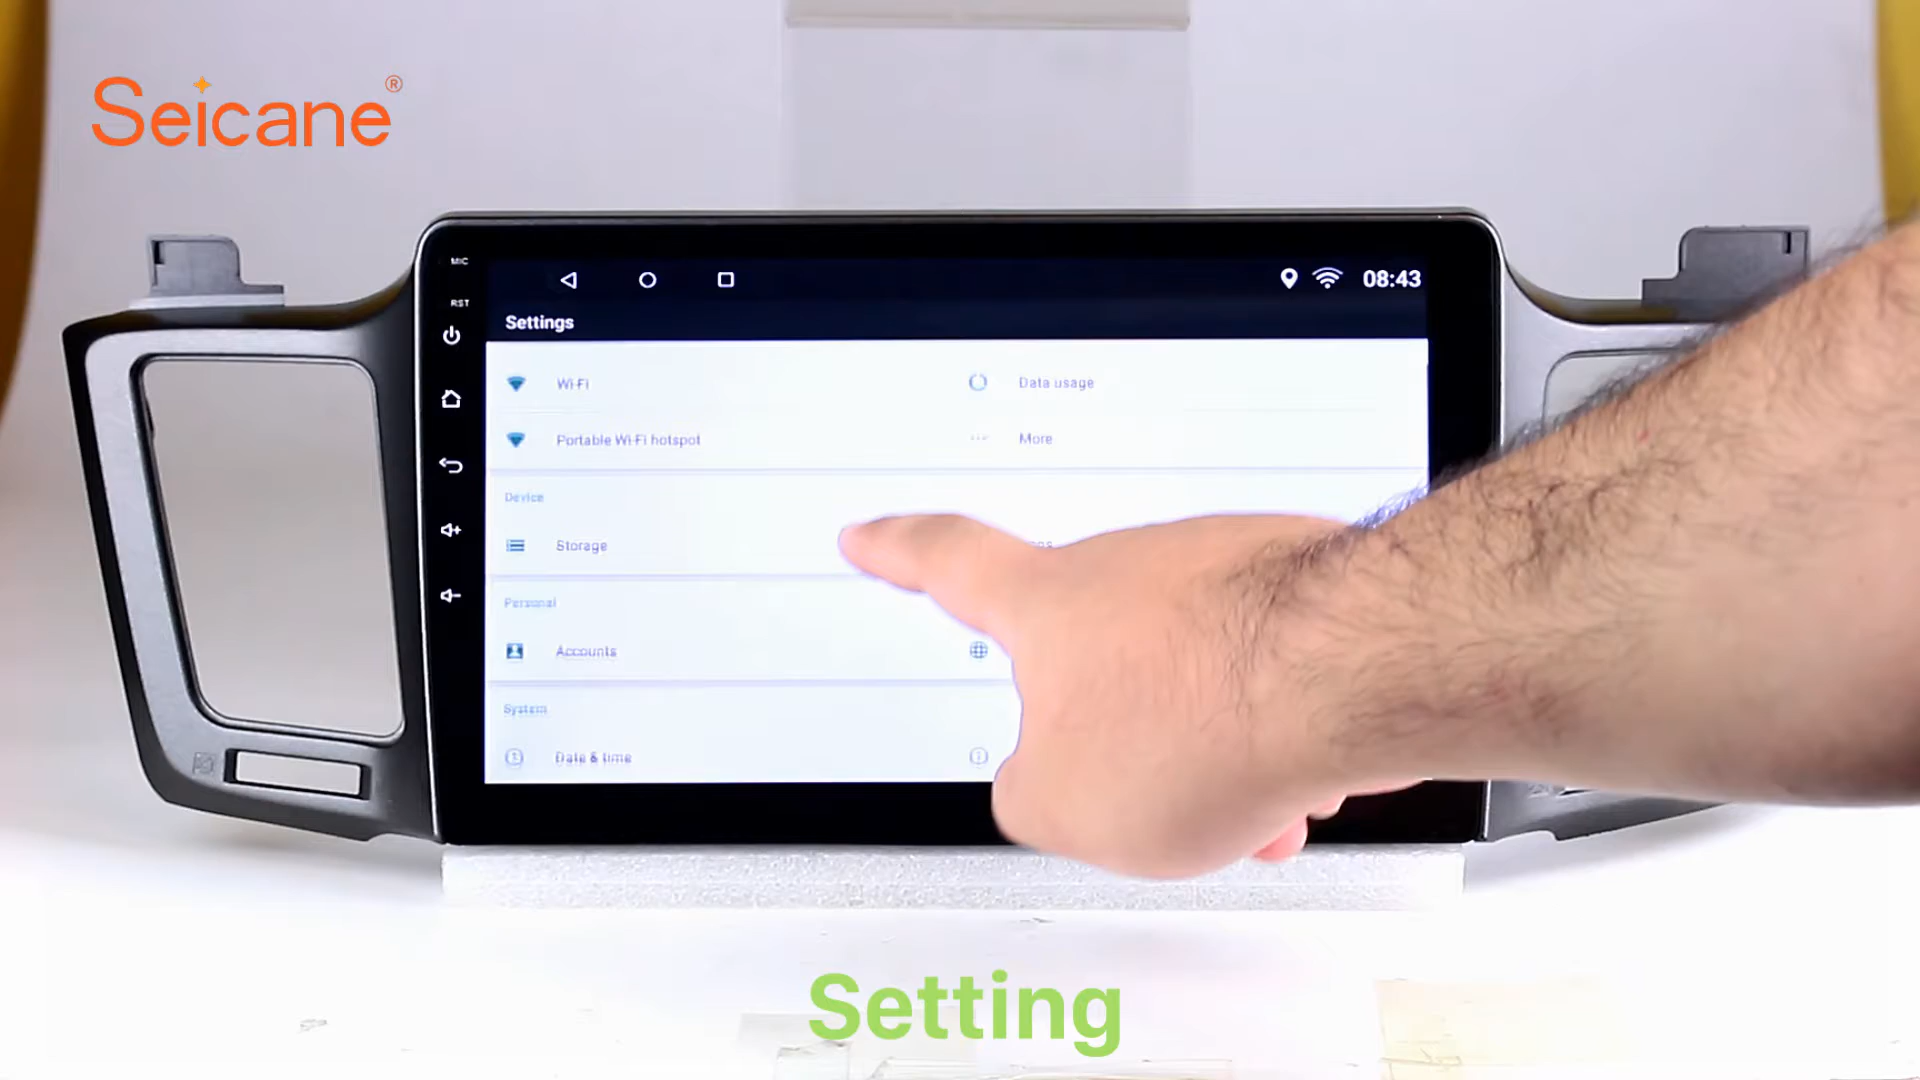 Seicane®
MIC
RST
08:43
Settings
Wi-Fi
Data usage
Portable Wi-Fi hotspot
More
Device
Storage
Personal
Accounts
System
Date & time
Setting